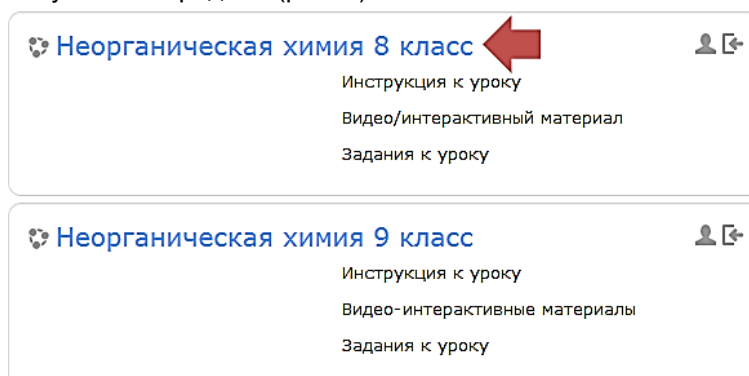 Неорганическая химия 8 класс
Инструкция к уроку
Видео/интерактивный материал
Задания к уроку
Неорганическая химия 9 класс
Инструкция к уроку
Видео-интерактивные материалы
Задания к уроку